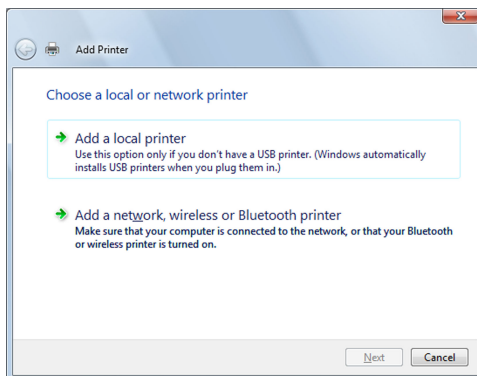 Add Printer
Choose a local or network printer
Add a local printer
Use this option only if you don't have a USB printer. (Windows automatically
installs USB printers when you plug them in.)
Add a network, wireless or Bluetooth printer
Make sure that your computer is connected to the network, or that your Bluetooth
or wireless printer is turned on.
Next
Cancel